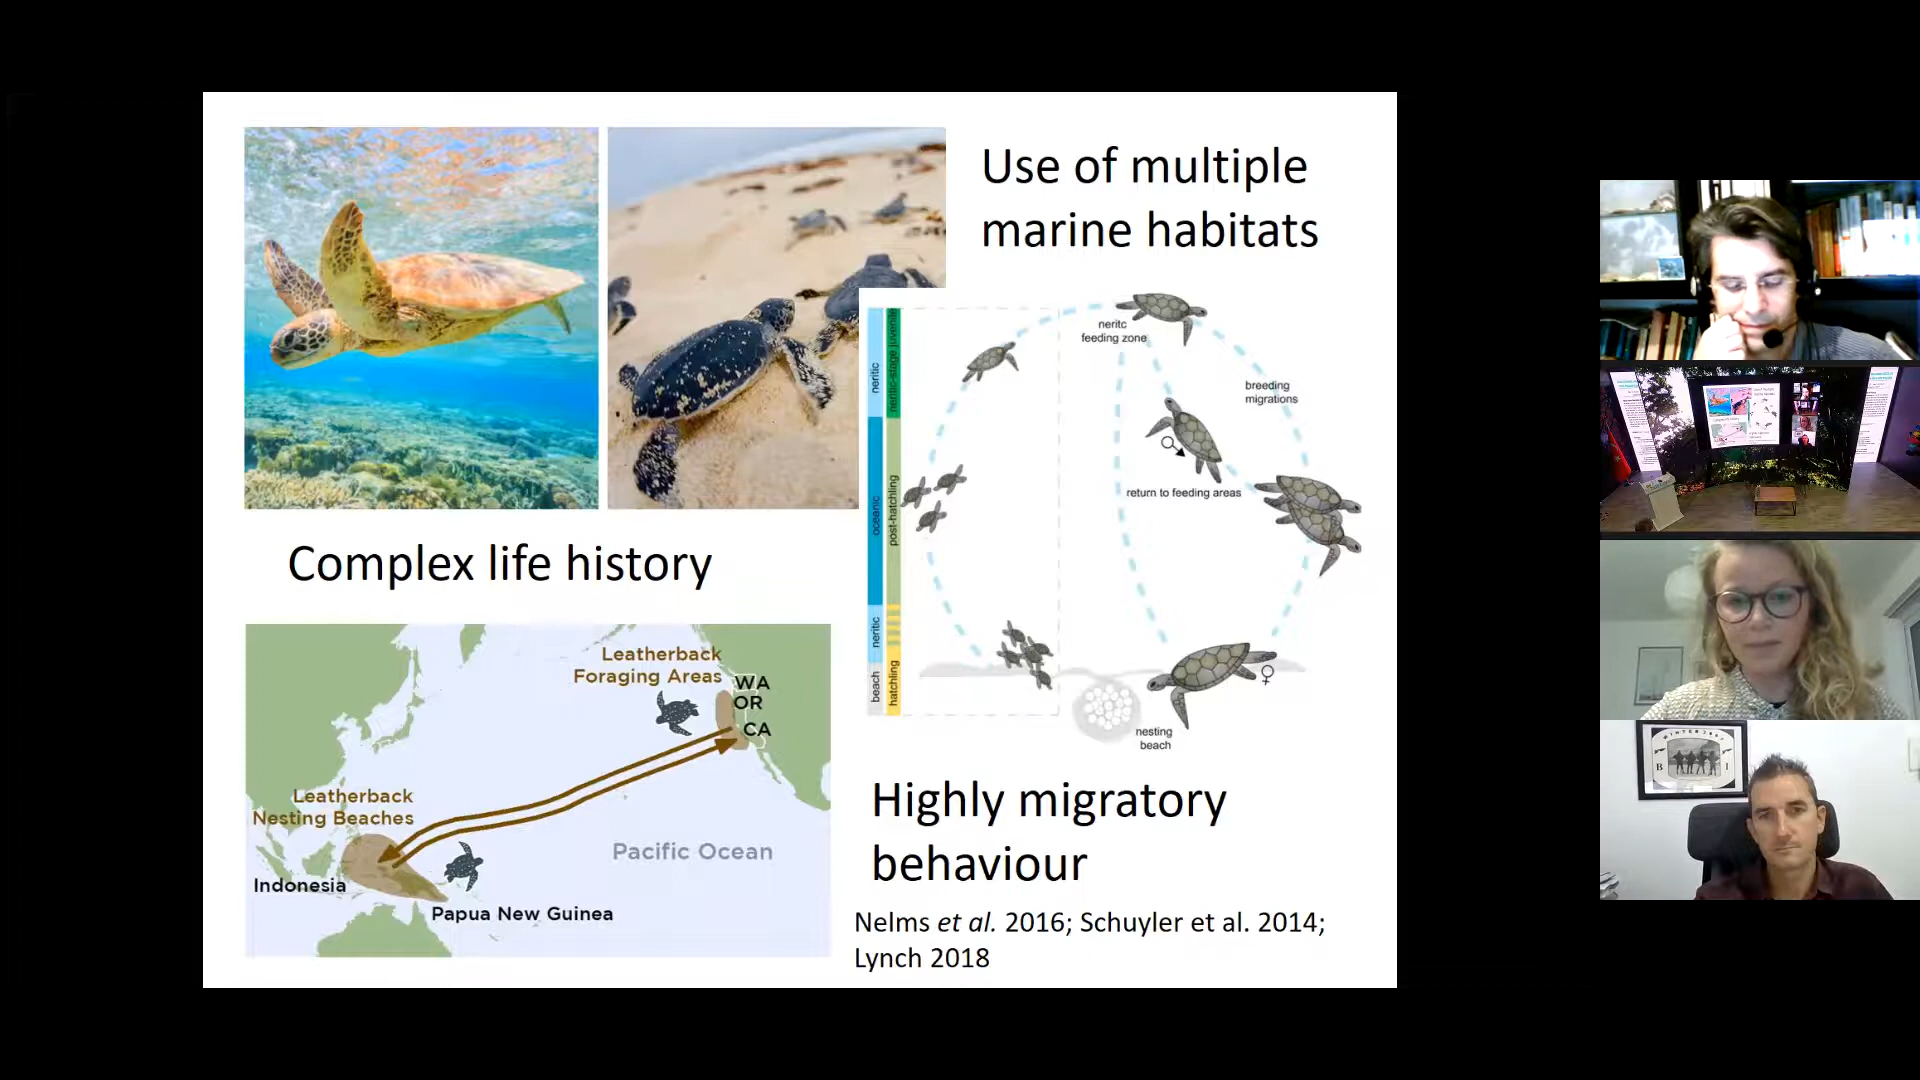 Use of multiple
marine habitats
Complex life history
neritic
oceanic
neritic
beach
neritic-stage juvenile
post-hatchling
hatchling
neritc
feeding zone
breeding
migrations
return to feeding areas
nesting
beach
Leatherback
Foraging Areas
WA
OR
CA
Leatherback
Nesting Beaches
Pacific Ocean
Indonesia
Papua New Guinea
Highly migratory
behaviour
Nelms et al. 2016; Schuyler et al. 2014;
Lynch 2018
B I